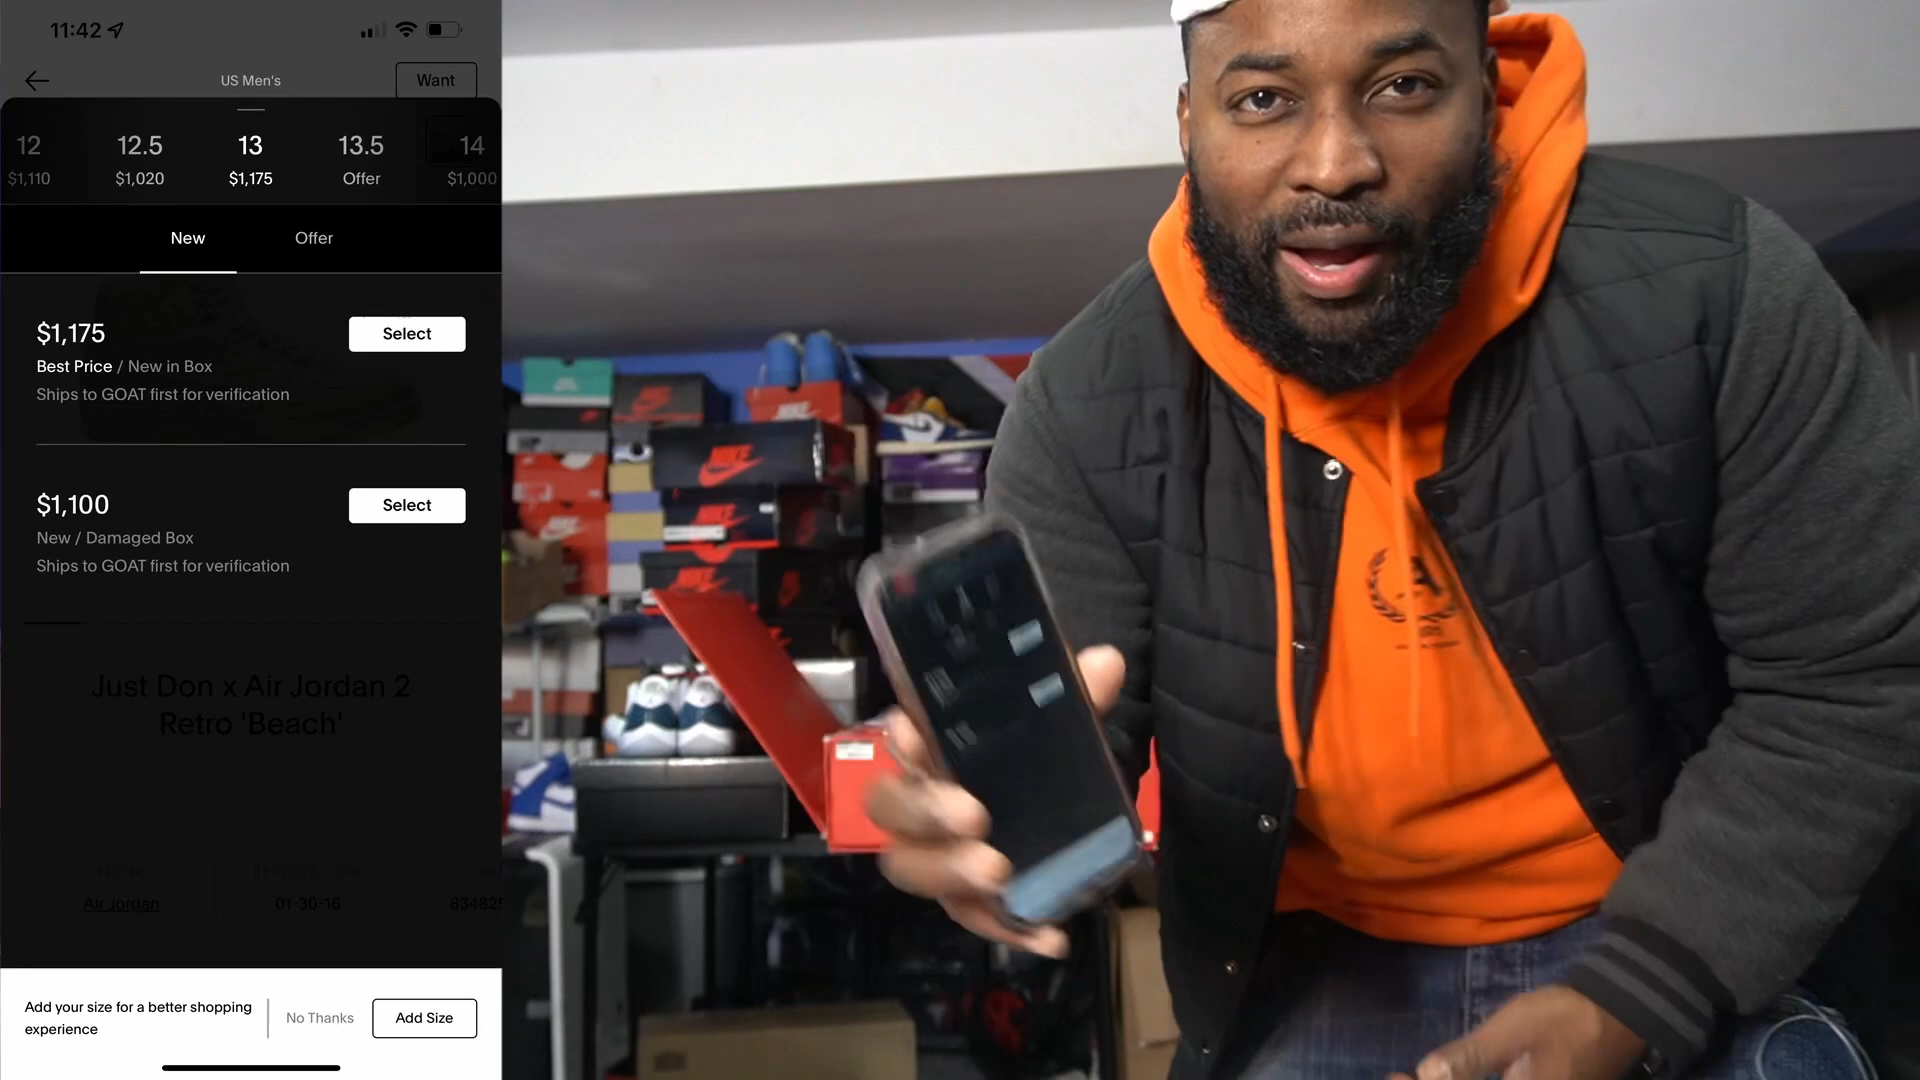 11:42
US Men's
Want
12 12.5 13 13.5 14
$1,110 $1,020 $1,175 Offer $1,000
New Offer
$1,175
Select
Best Price / New in Box
Ships to GOAT first for verification
$1,100
Select
New / Damaged Box
Ships to GOAT first for verification
Just Don x Air Jordan 2
Retro 'Beach'
Air Jordan 01-30-16
Add your size for a better shopping
experience
No Thanks
Add Size
NIKE